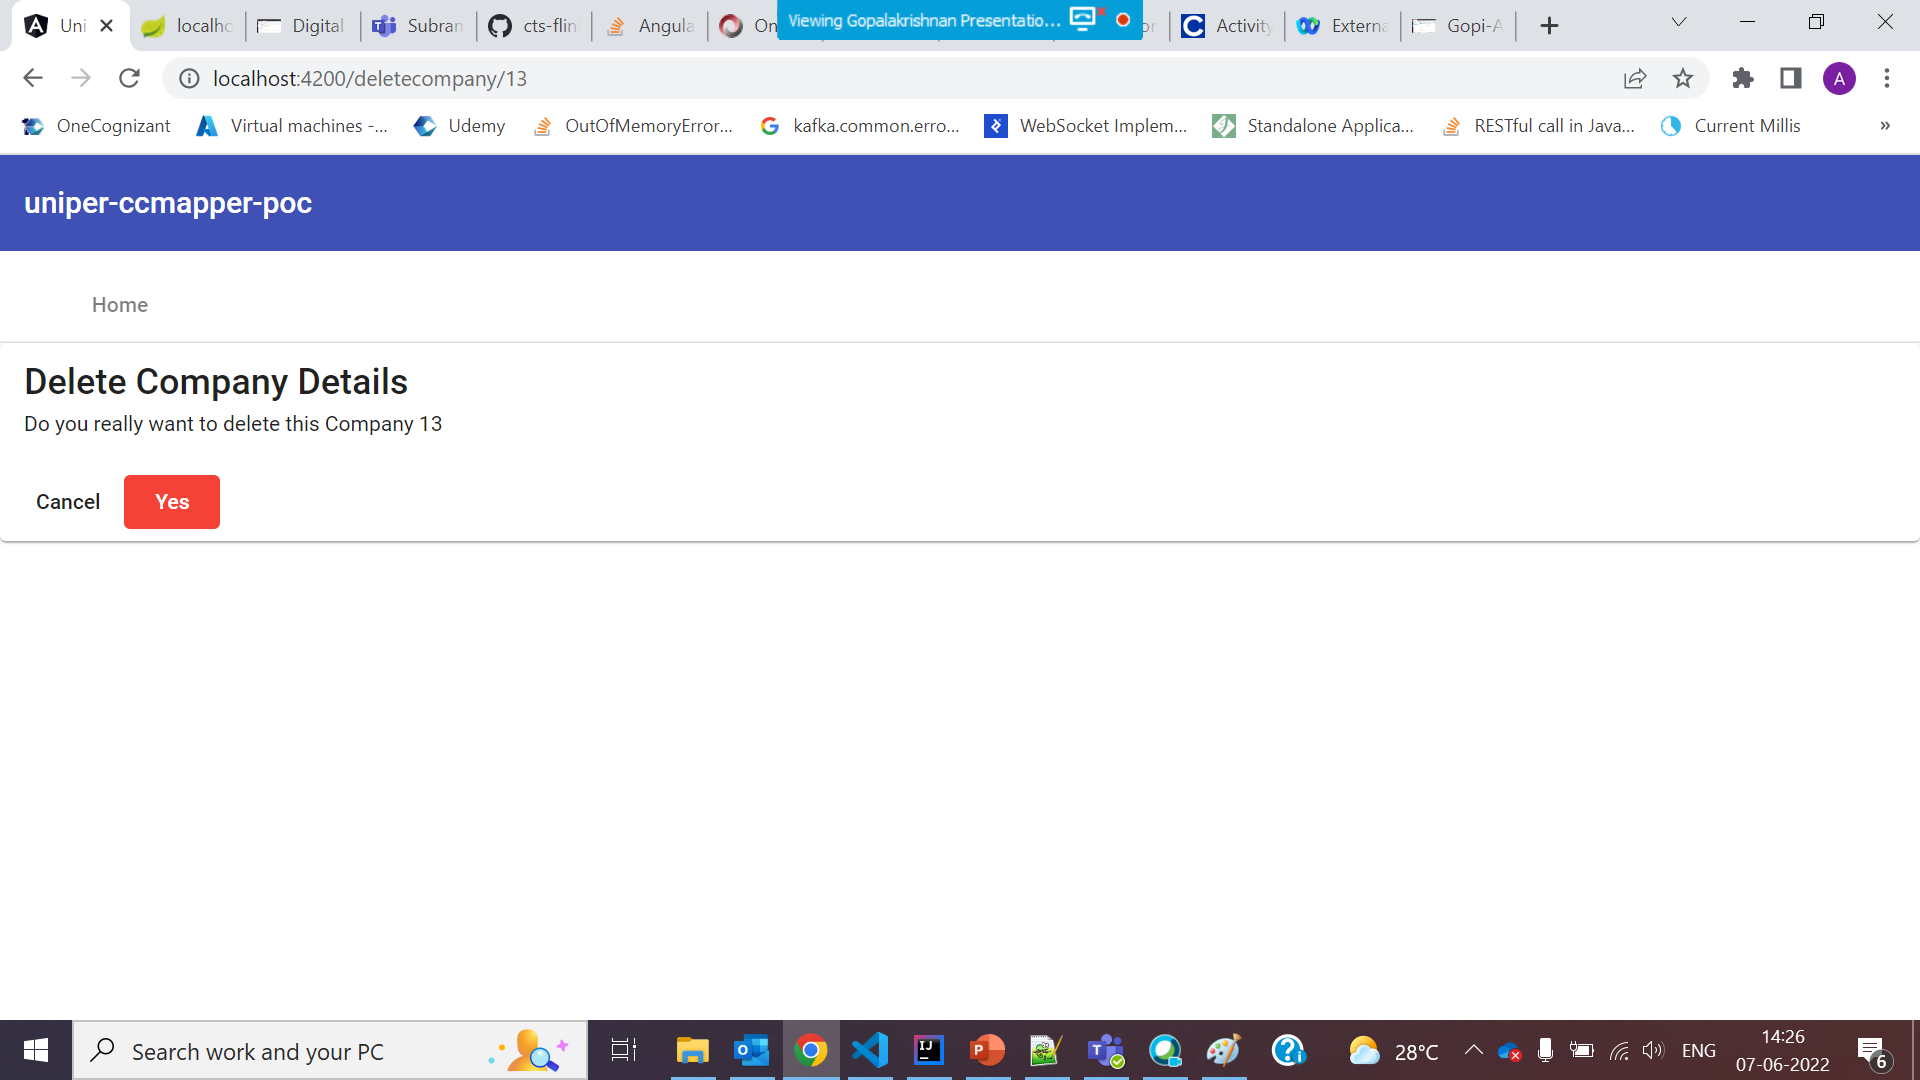 Uni
localho
Digital
Subram
cts-flin
Angula
On
Viewing Gopalakrishnan Presentatio...
or
Activity
Externa
Gopi-A
localhost:4200/deletecompany/13
A
OneCognizant
Virtual machines -...
Udemy
OutOfMemoryError...
kafka.common.erro...
WebSocket Implem...
Standalone Applica...
RESTful call in Java...
Current Millis
»
uniper-ccmapper-poc
Home
Delete Company Details
Do you really want to delete this Company 13
Cancel
Yes
Search work and your PC
28°C
ENG
14:26
07-06-2022
6